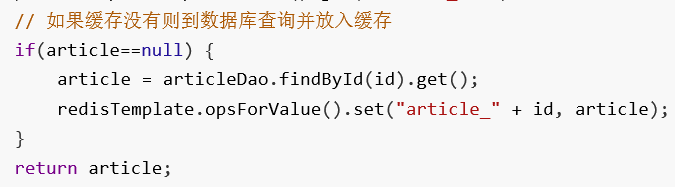 // 如果缓存没有则到数据库查询并放入缓存
if(article==null) {
    article = articleDao.findById(id).get();
    redisTemplate.opsForValue().set("article_" + id, article);
}
return article;